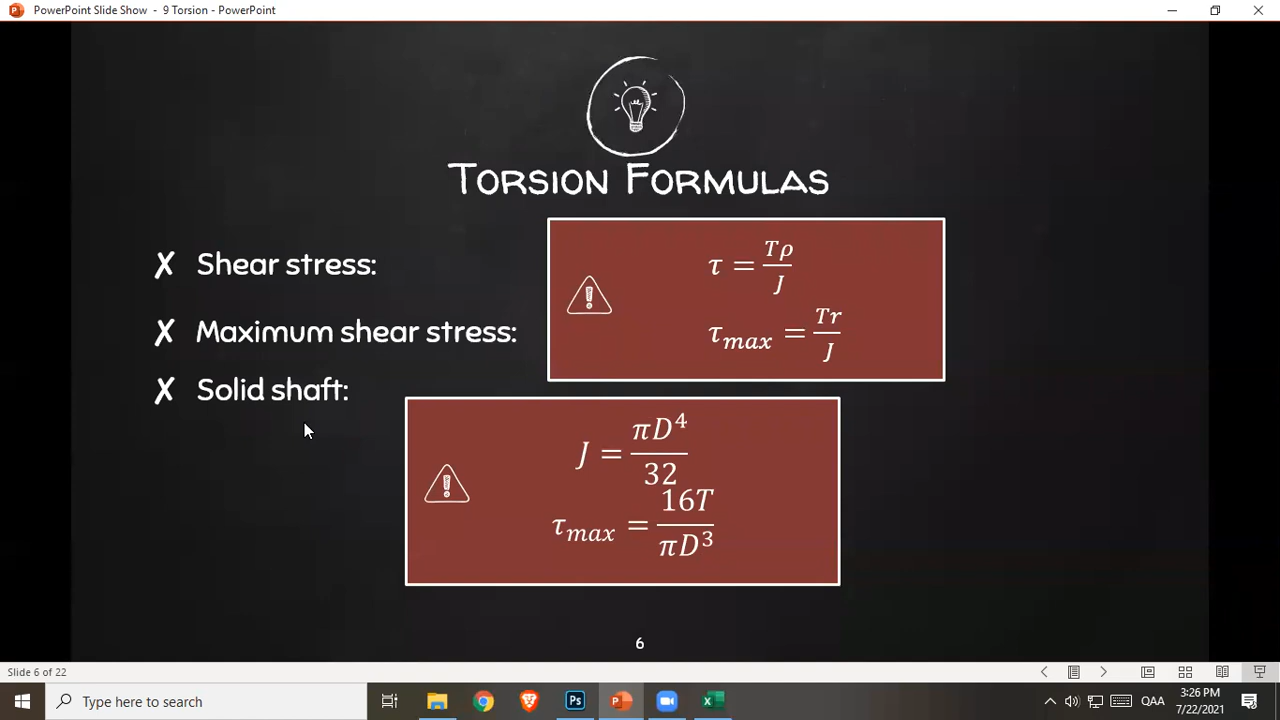 PowerPoint Slide Show - 9 Torsion - PowerPoint
Torsion Formulas
✗ Shear stress:
τ = Tρ/J
✗ Maximum shear stress:
τmax = Tr/J
✗ Solid shaft:
J = πD⁴/32
τmax = 16T/πD³
6
Slide 6 of 22
Type here to search
Ps
QAA
3:26 PM
7/22/2021